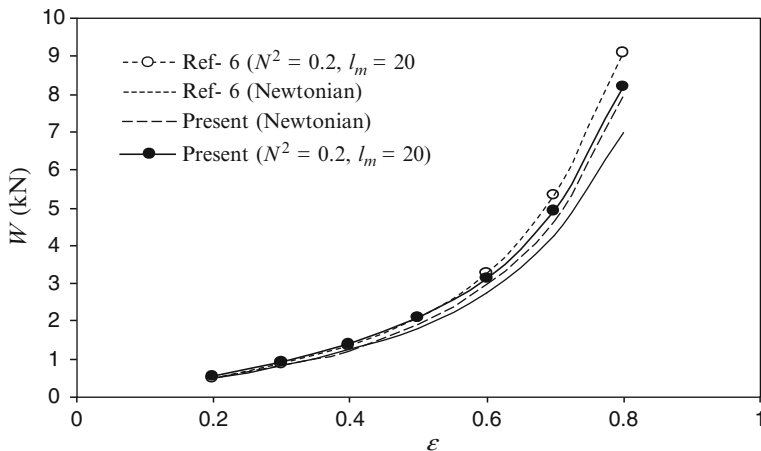 10
9
8
7
6
5
4
3
2
1
0
W (kN)
Ref- 6 (N² = 0.2, lₘ = 20
Ref- 6 (Newtonian)
Present (Newtonian)
Present (N² = 0.2, lₘ = 20)
0
0.2
0.4
0.6
0.8
1
ε